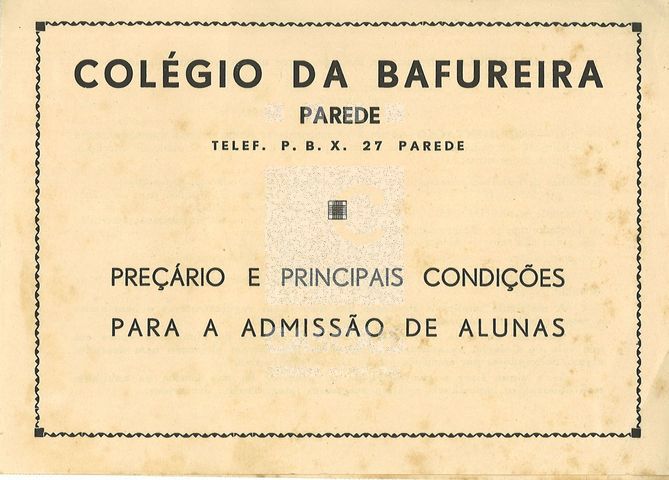 COLÉGIO DA BAFUREIRA
PAREDE
TELEF. P. B. X. 27 PAREDE
PREÇÁRIO E PRINCIPAIS CONDIÇÕES
PARA A ADMISSÃO DE ALUNAS